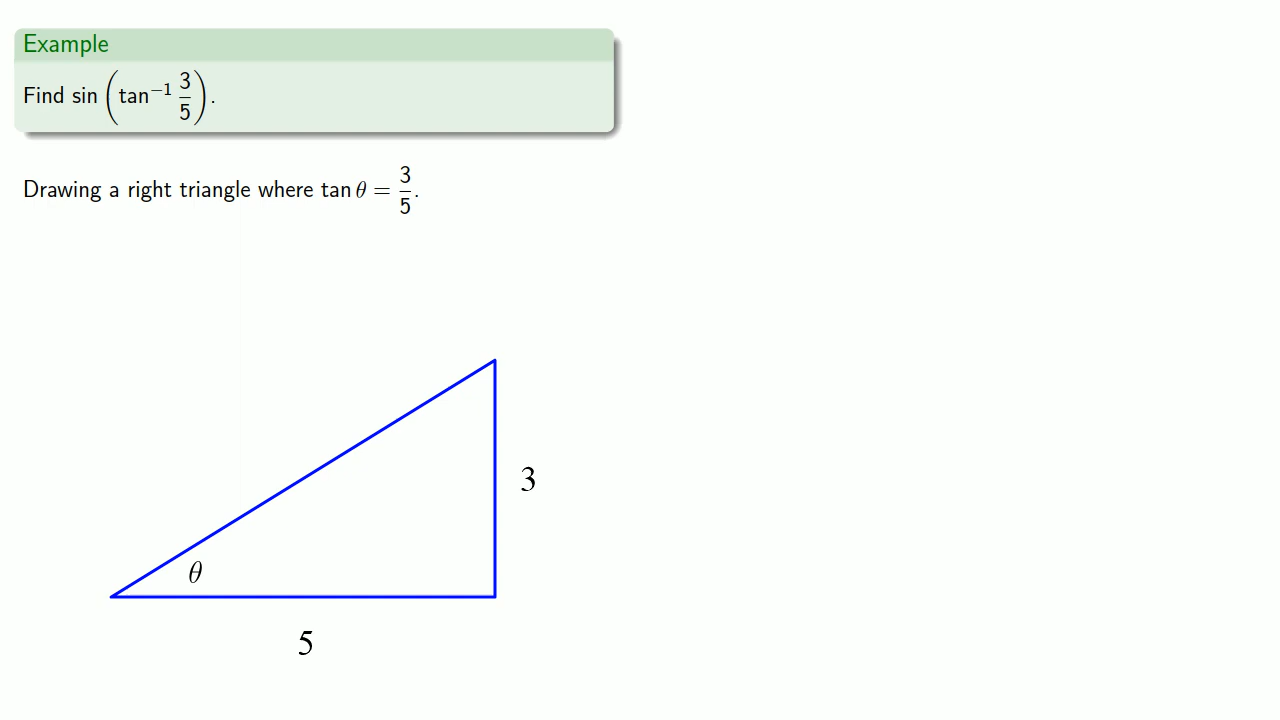 Example
Find sin (tan⁻¹ 3/5).
Drawing a right triangle where tan θ = 3/5.
3
θ
5